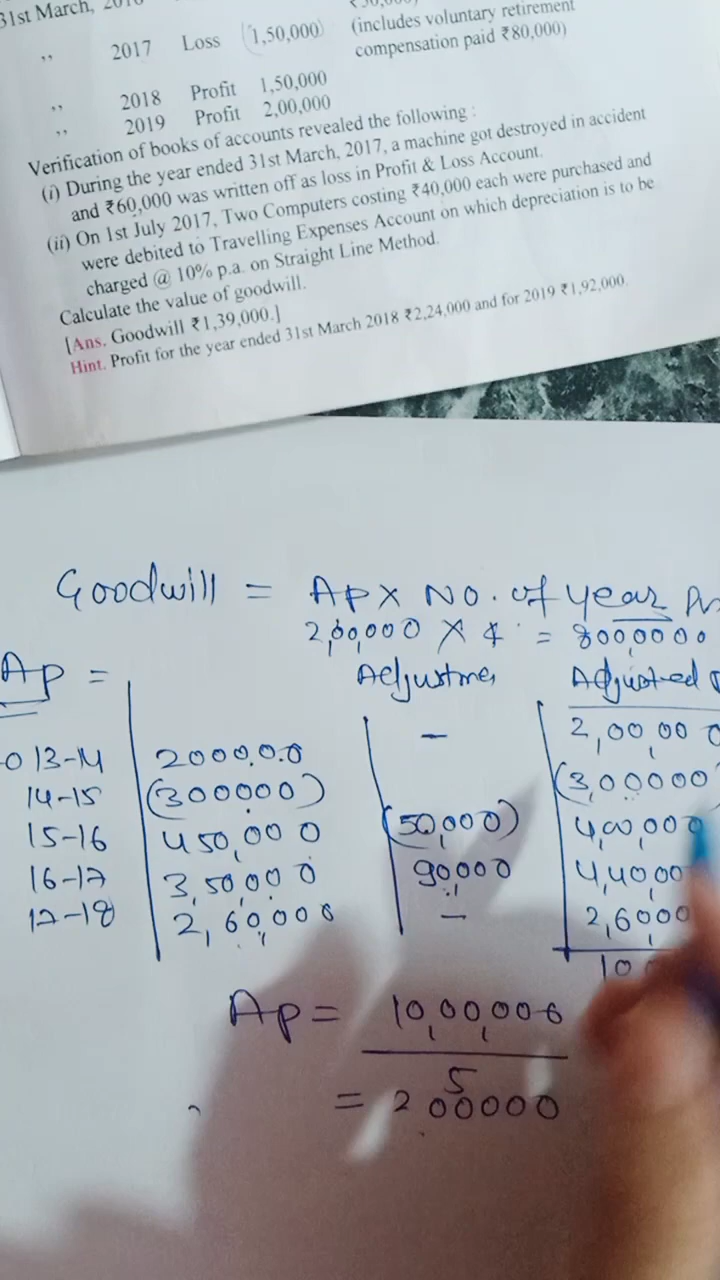 31st March,
,, 2017 Loss (1,50,000) (includes voluntary retirement
compensation paid ₹80,000)
,, 2018 Profit 1,50,000
,, 2019 Profit 2,00,000
Verification of books of accounts revealed the following :
(i) During the year ended 31st March, 2017, a machine got destroyed in accident
and ₹60,000 was written off as loss in Profit & Loss Account.
(ii) On 1st July 2017, Two Computers costing ₹40,000 each were purchased and
were debited to Travelling Expenses Account on which depreciation is to be
charged @ 10% p.a. on Straight Line Method.
Calculate the value of goodwill.
[Ans. Goodwill ₹1,39,000.]
Hint. Profit for the year ended 31st March 2018 ₹2,24,000 and for 2019 ₹1,92,000.
Goodwill = AP X NO. of year
2,00,000 X 4 = 8000000
AP = Adjustme Adjusted
013-14 200000 - 2,00,000
14-15 (300000) (3,00000
15-16 450,000 (50,000) 4,00,000
16-17 3,50,000 90000 4,40,00
17-18 2,60,000 - 2,6000
10
AP = 10,00,000
5
= 200000